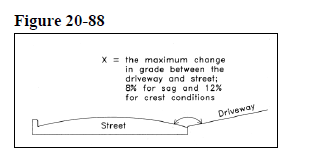 Figure 20-88
X = the maximum change
in grade between the
driveway and street;
8% for sag and 12%
for crest conditions
Driveway
Street